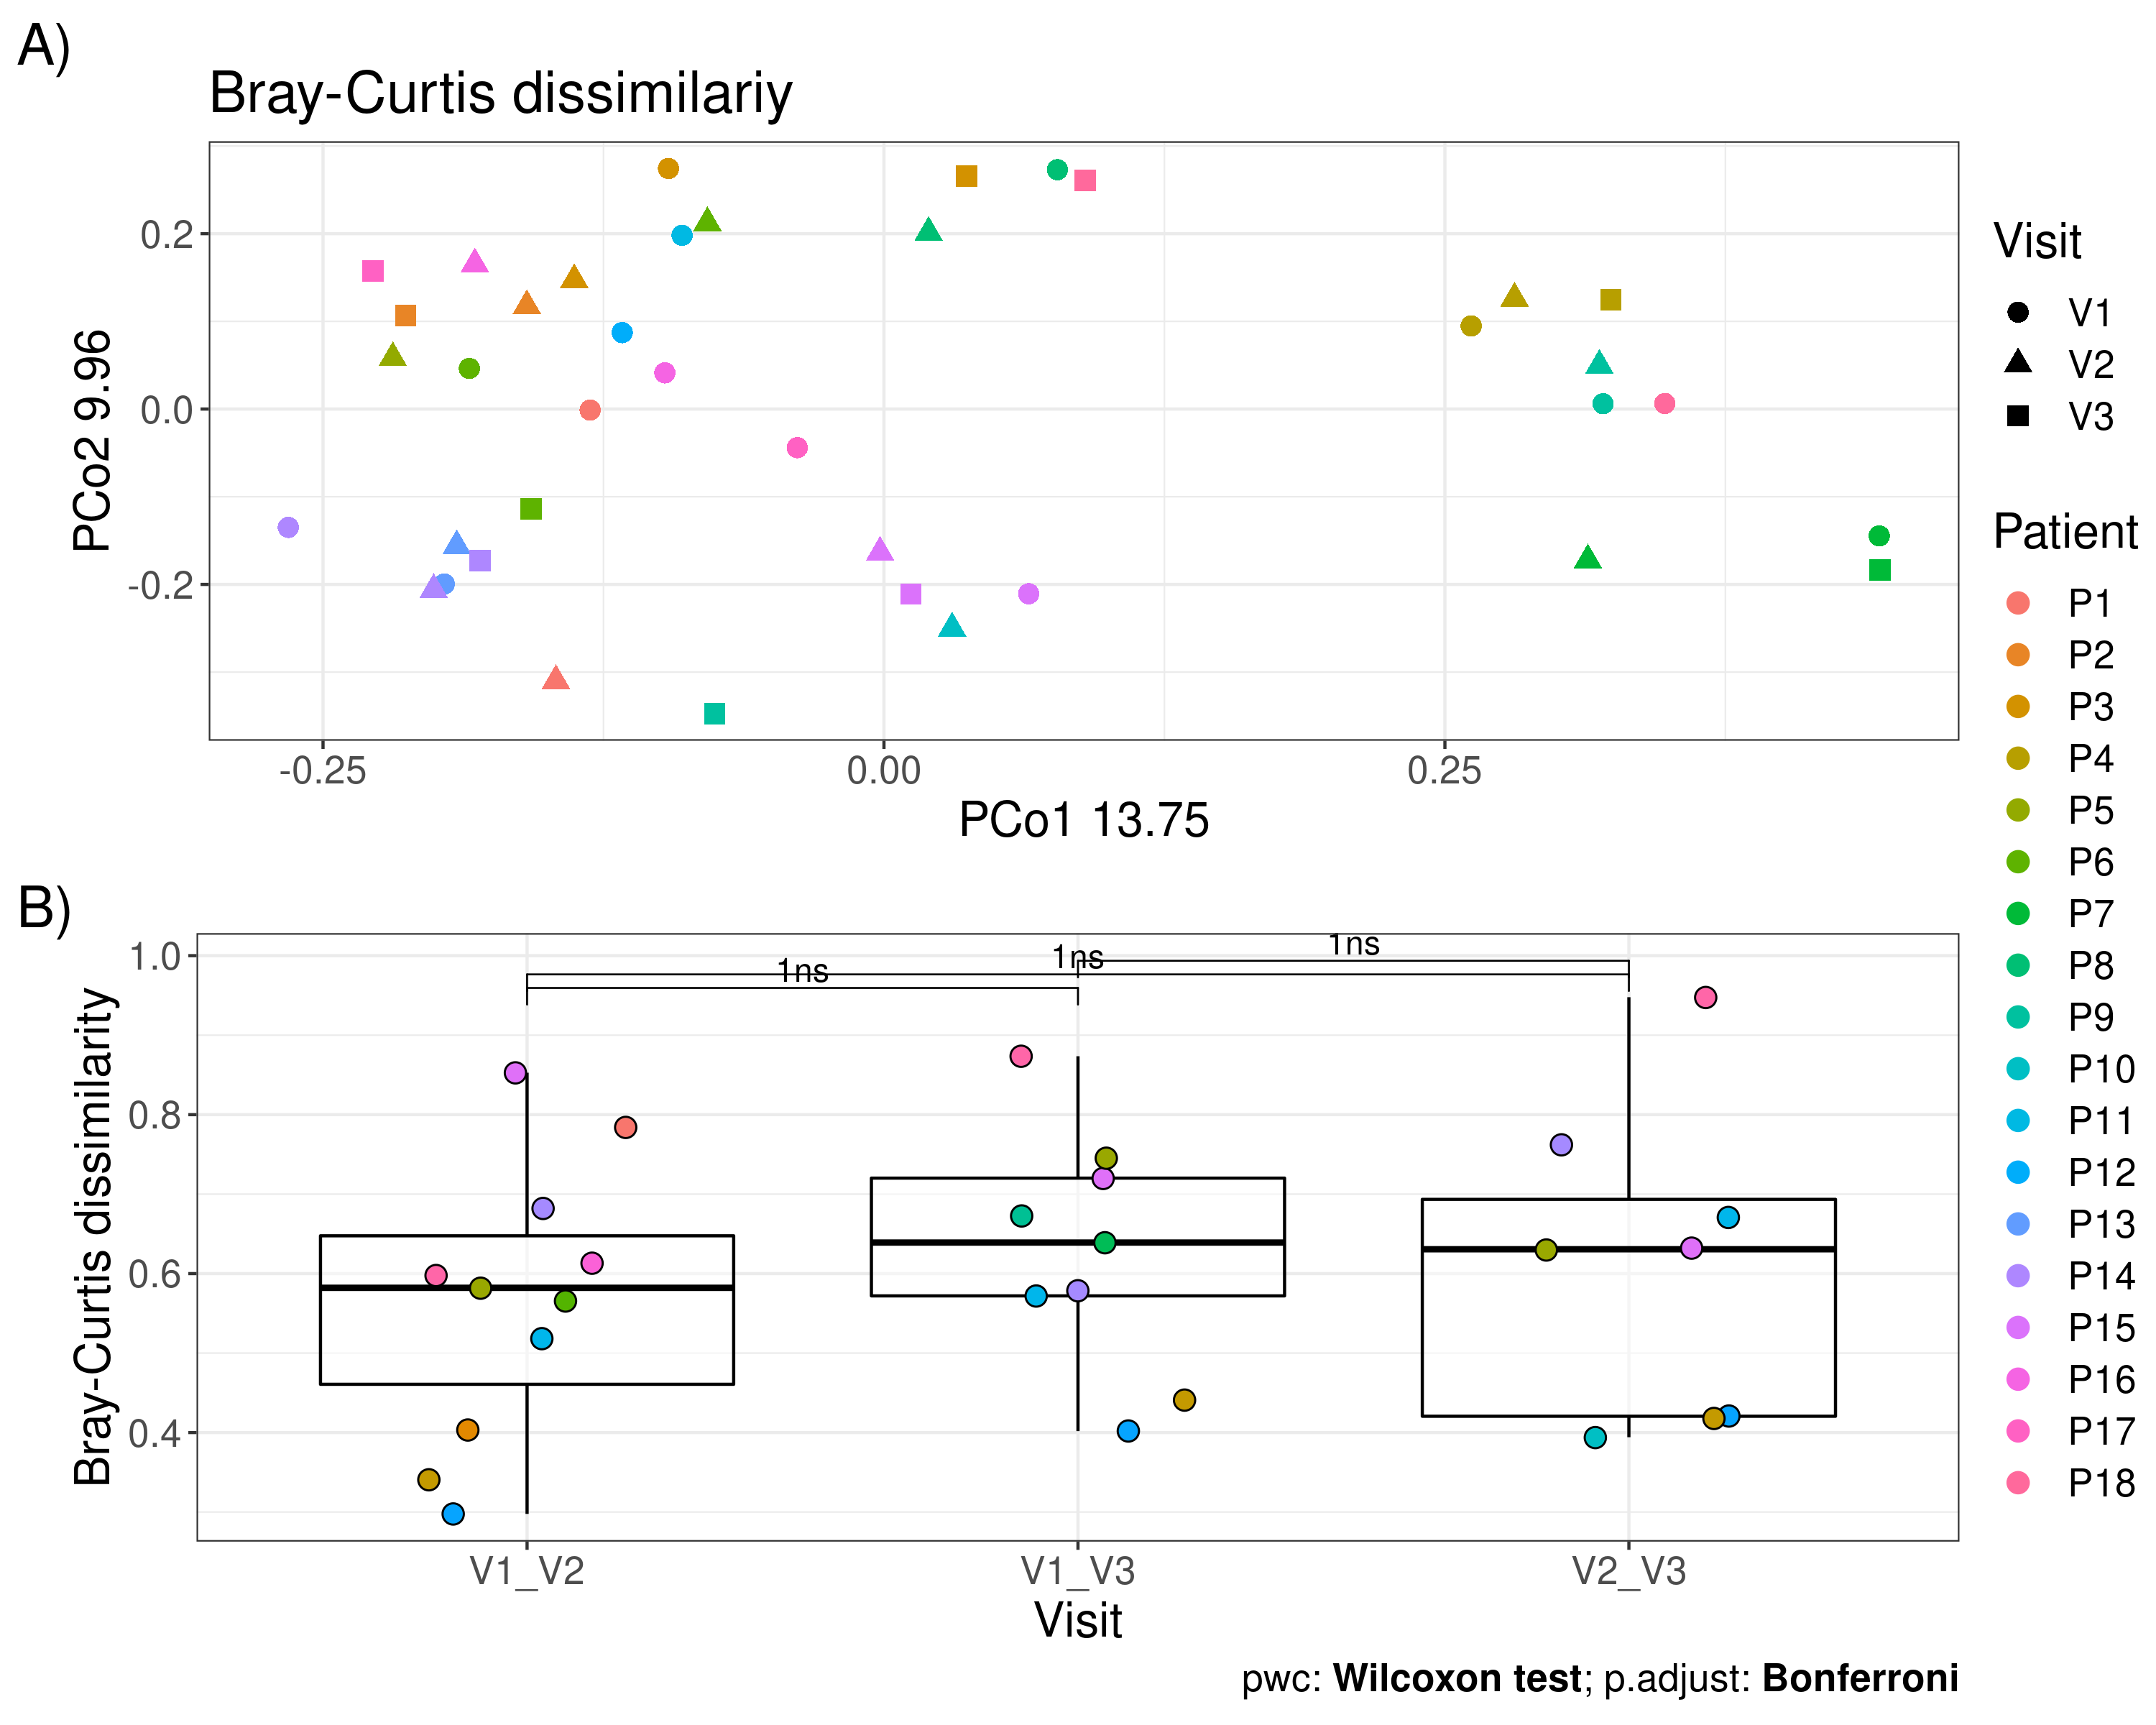 A)
Bray-Curtis dissimilariy
PCo2 9.96
0.2
0.0
-0.2
-0.25
0.00
0.25
PCo1 13.75
Visit
V1
V2
V3
Patient
P1
P2
P3
P4
P5
P6
P7
P8
P9
P10
P11
P12
P13
P14
P15
P16
P17
P18
B)
Bray-Curtis dissimilarity
1.0
0.8
0.6
0.4
1ns
1ns
1ns
V1_V2
V1_V3
V2_V3
Visit
pwc: Wilcoxon test; p.adjust: Bonferroni